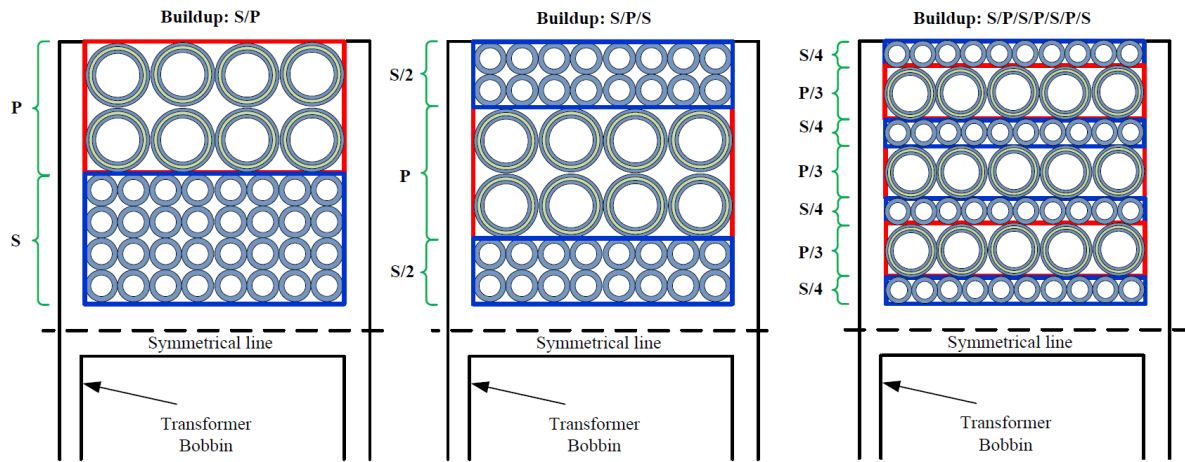 Buildup: S/P
P
S
Symmetrical line
Transformer
Bobbin
Buildup: S/P/S
S/2
P
S/2
Symmetrical line
Transformer
Bobbin
Buildup: S/P/S/P/S/P/S
S/4
P/3
S/4
P/3
S/4
P/3
S/4
Symmetrical line
Transformer
Bobbin